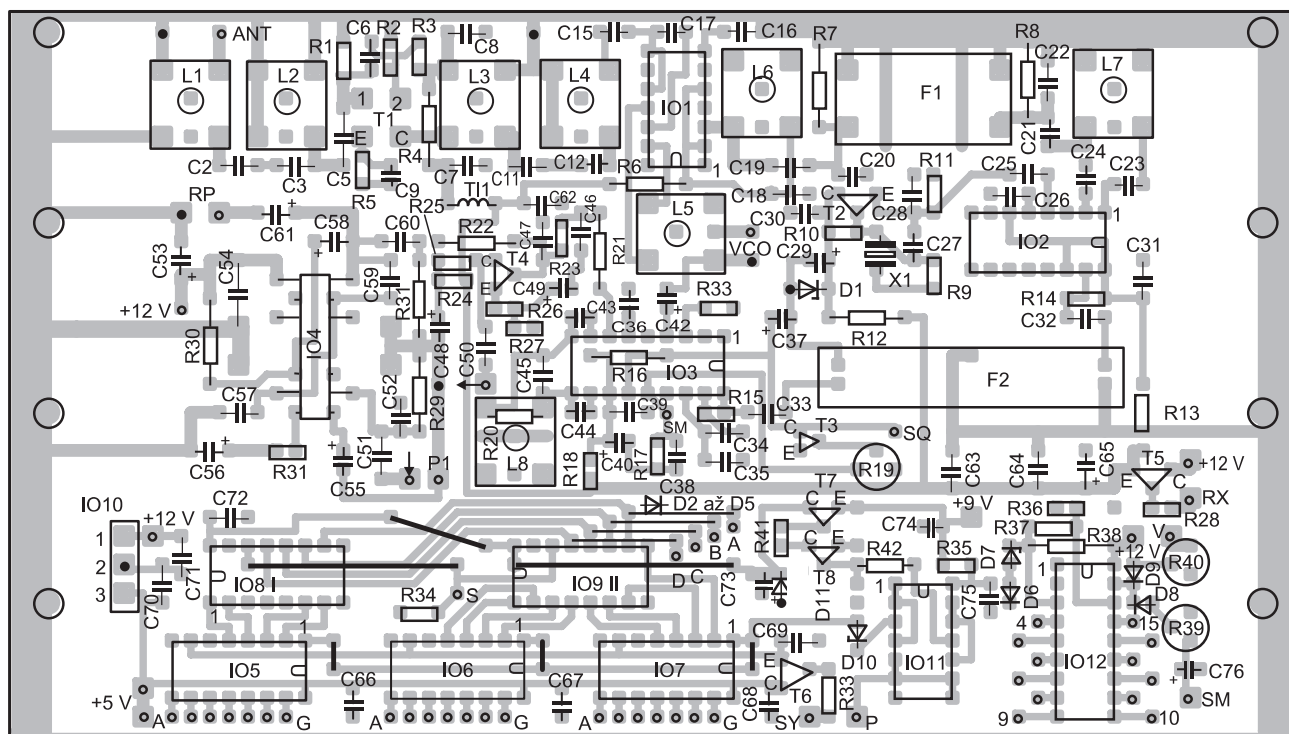 ANT
C6
R2
R3
R1
C8
C15
C17
C16
R7
R8
C22
L1
L2
L3
L4
IO1
L6
F1
L7
1
2
T1
E
C
R4
C21
C2
C3
C5
R5
C9
C7
C11
C12
R6
1
C19
C18
C20
R11
C25
C24
C23
RP
C61
+
C58
C60
R25
Tl1
C62
C46
C47
R22
R21
L5
C30
VCO
C
E
T2
C28
R10
C26
1
IO2
C53
C54
+
C59
R31
R24
C
E
T4
R23
C49
+
C43
C29
+
X1
C27
R9
C31
+12 V
R30
IO4
C48
C50
R26
R27
C45
C36
C42
R33
D1
+
C37
R12
R14
C32
1
R16
IO3
F2
C57
C52
R29
R20
L8
C44
C39
SM
R15
C33
C34
C35
C
E
T3
SQ
R13
C56
+
R31
+
C55
C51
P1
R18
C40
+
R17
C38
R19
C63
C64
C65
+
T5
E
C
+12 V
RX
R28
IO10
+12 V
C72
D2 až D5
T7
C
E
+9 V
C74
R36
R37
R38
V
+12 V
1
2
3
C70
C71
IO8
I
IO9
II
A
B
C
D
R41
C
E
T8
R42
R35
D7
D6
D9
D8
R40
S
R34
C73
+
D11
1
U
C75
1
U
4
15
R39
1
1
1
C69
D10
IO5
IO6
IO7
E
C
T6
R33
IO11
IO12
C76
+
+5 V
C66
C67
C68
SM
A
G
A
G
A
G
SY
P
9
10